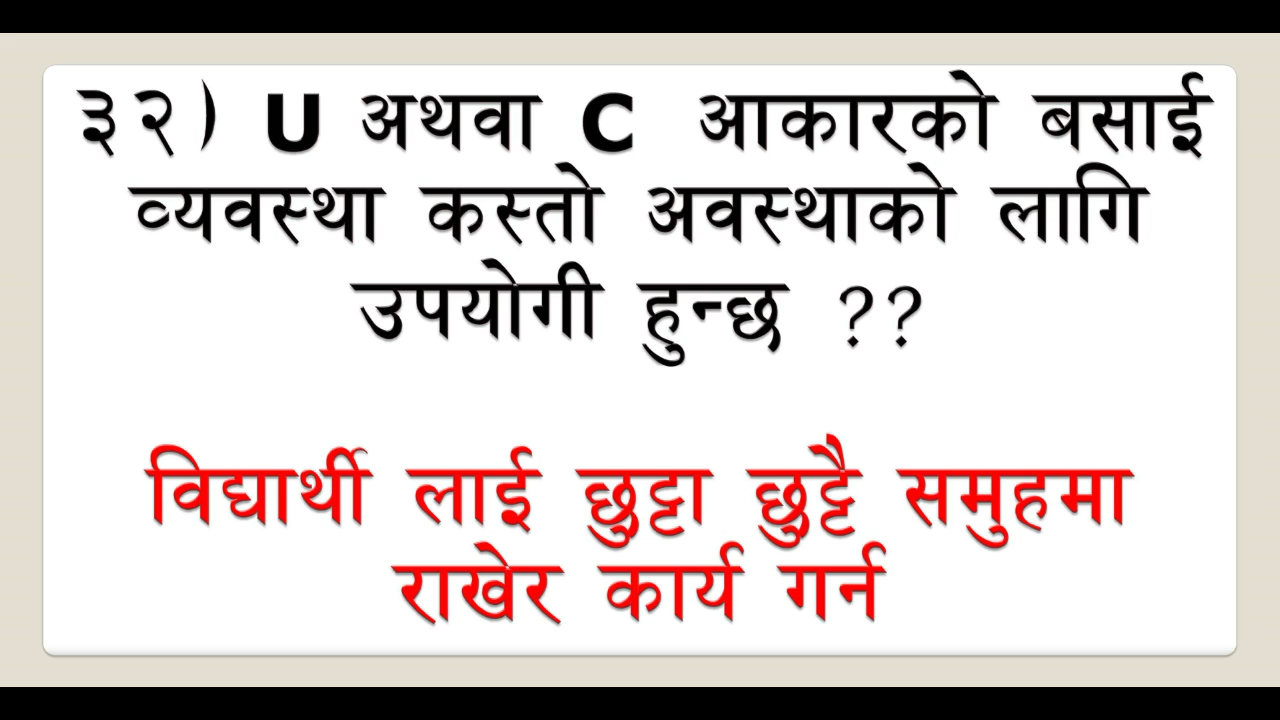 ३२) U अथवा C आकारको बसाई
व्यवस्था कस्तो अवस्थाको लागि
उपयोगी हुन्छ ??
विद्यार्थी लाई छुट्टा छुट्टै समुहमा
राखेर कार्य गर्न